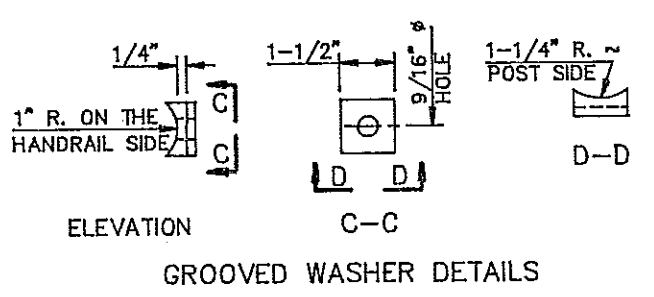 1/4"
1-1/2"
9/16" ø
HOLE
1-1/4" R. ~
POST SIDE
1" R. ON THE
HANDRAIL SIDE
C
C
D
D
D-D
ELEVATION
C-C
GROOVED WASHER DETAILS